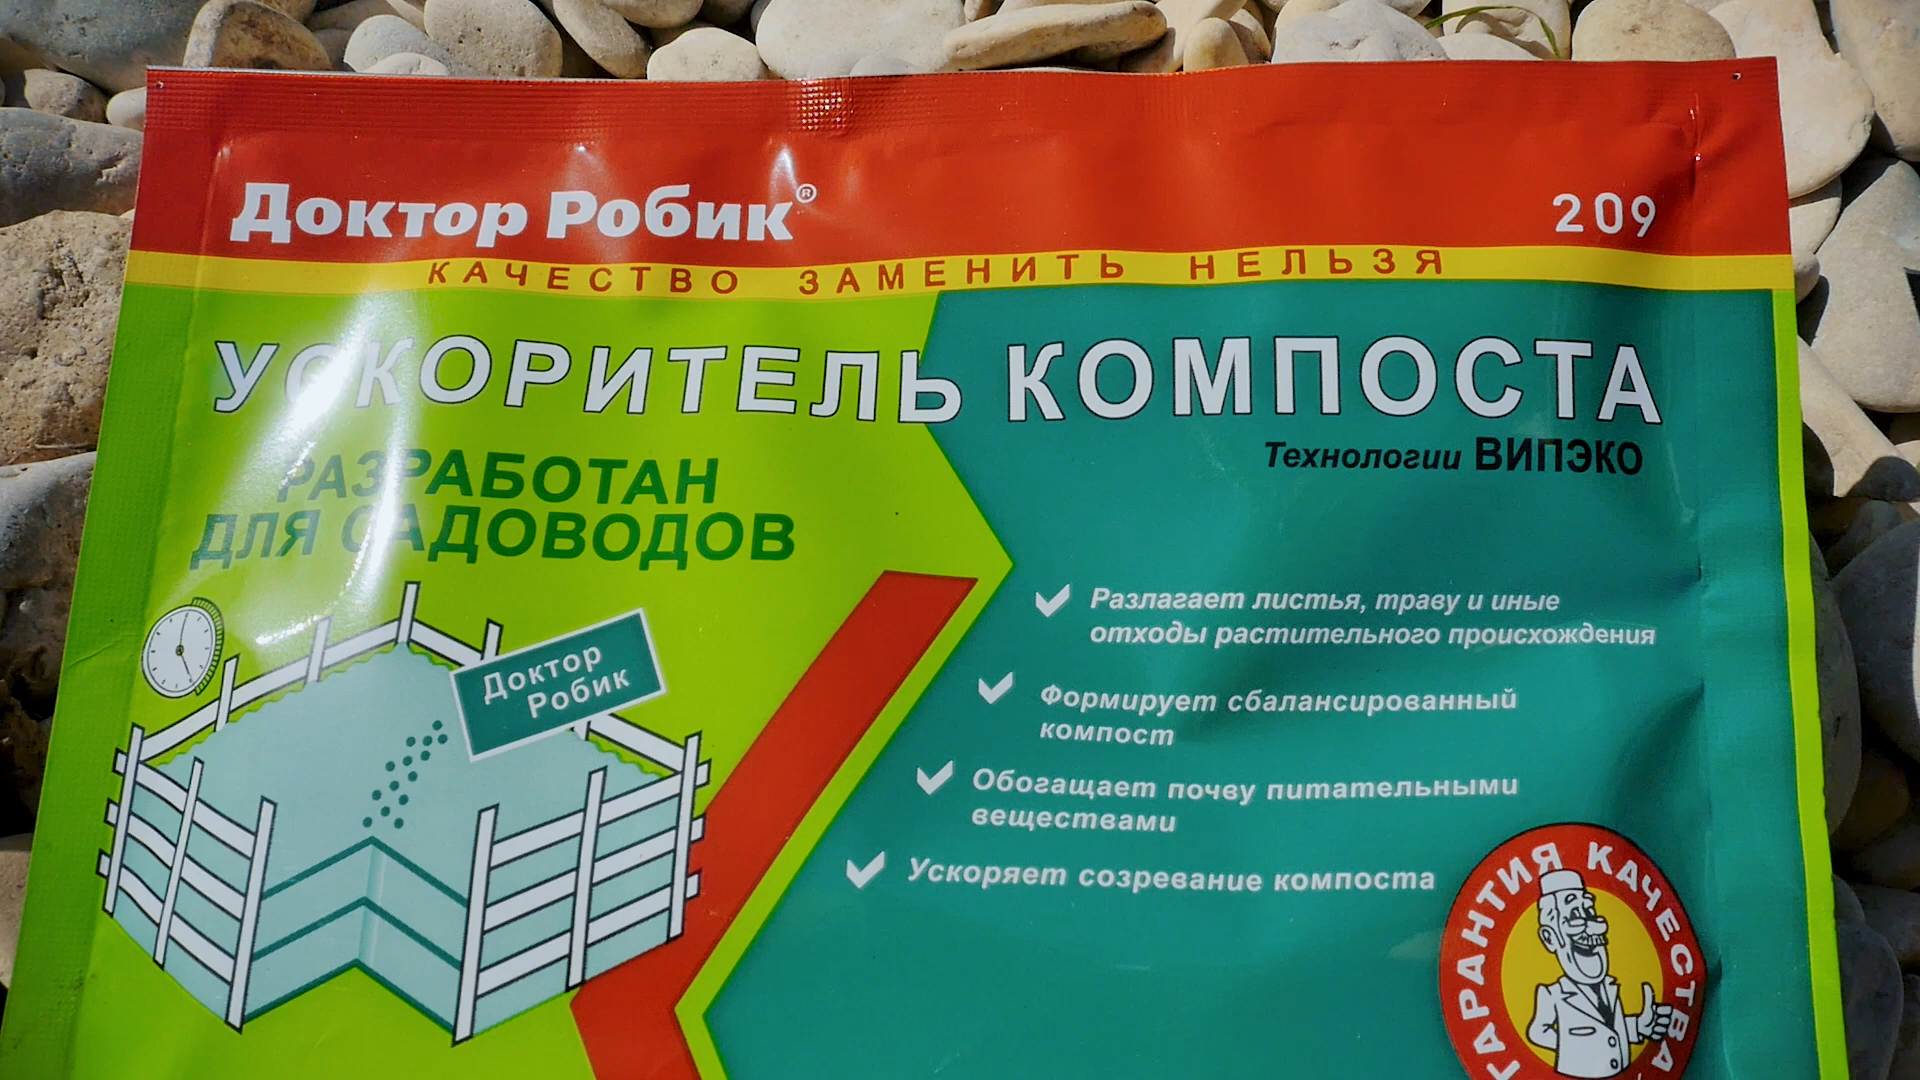 Доктор Робик®
209
КАЧЕСТВО ЗАМЕНИТЬ НЕЛЬЗЯ
УСКОРИТЕЛЬ КОМПОСТА
Технологии ВИПЭКО
РАЗРАБОТАН
ДЛЯ САДОВОДОВ
Доктор
Робик
Разлагает листья, траву и иные
отходы растительного происхождения
Формирует сбалансированный
компост
Обогащает почву питательными
веществами
Ускоряет созревание компоста
ГАРАНТИЯ КАЧЕСТВА